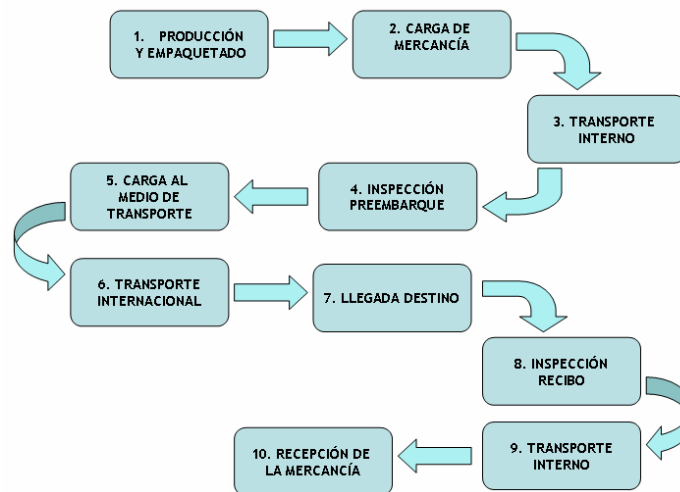 1. PRODUCCIÓN
Y EMPAQUETADO
2. CARGA DE
MERCANCÍA
3. TRANSPORTE
INTERNO
4. INSPECCIÓN
PREEMBARQUE
5. CARGA AL
MEDIO DE
TRANSPORTE
6. TRANSPORTE
INTERNACIONAL
7. LLEGADA DESTINO
8. INSPECCIÓN
RECIBO
9. TRANSPORTE
INTERNO
10. RECEPCIÓN DE
LA MERCANCÍA